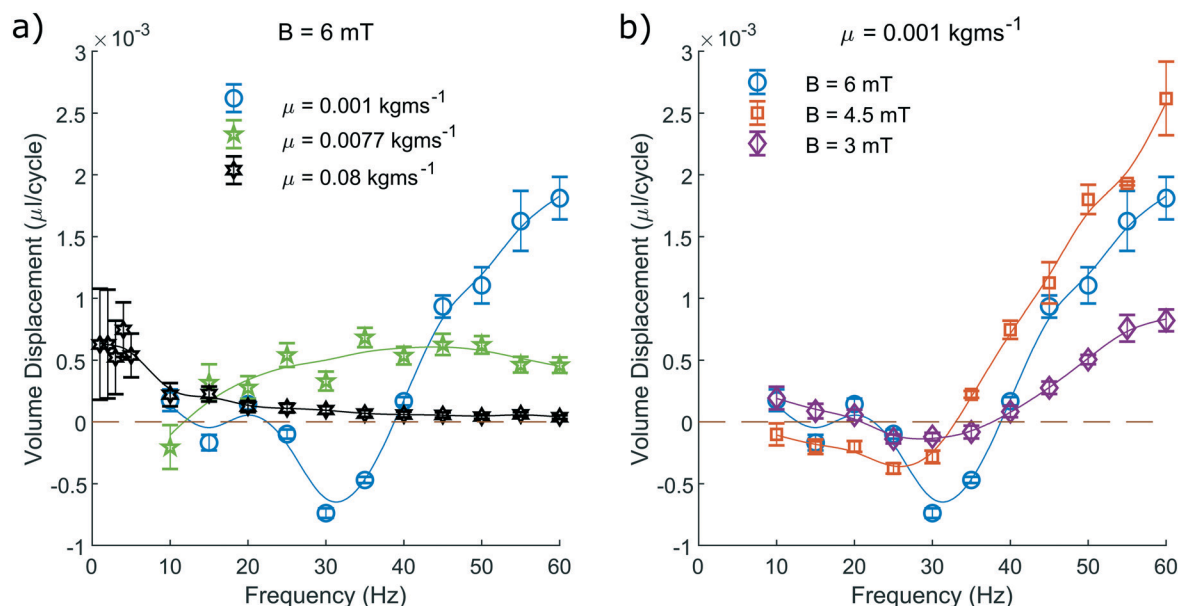 a)
B = 6 mT
× 10⁻³
3
2.5
2
1.5
1
0.5
0
-0.5
-1
Volume Displacement (μl/cycle)
μ = 0.001 kgms⁻¹
μ = 0.0077 kgms⁻¹
μ = 0.08 kgms⁻¹
0 10 20 30 40 50 60
Frequency (Hz)
b)
μ = 0.001 kgms⁻¹
× 10⁻³
3
2.5
2
1.5
1
0.5
0
-0.5
-1
Volume Displacement (μl/cycle)
B = 6 mT
B = 4.5 mT
B = 3 mT
0 10 20 30 40 50 60
Frequency (Hz)